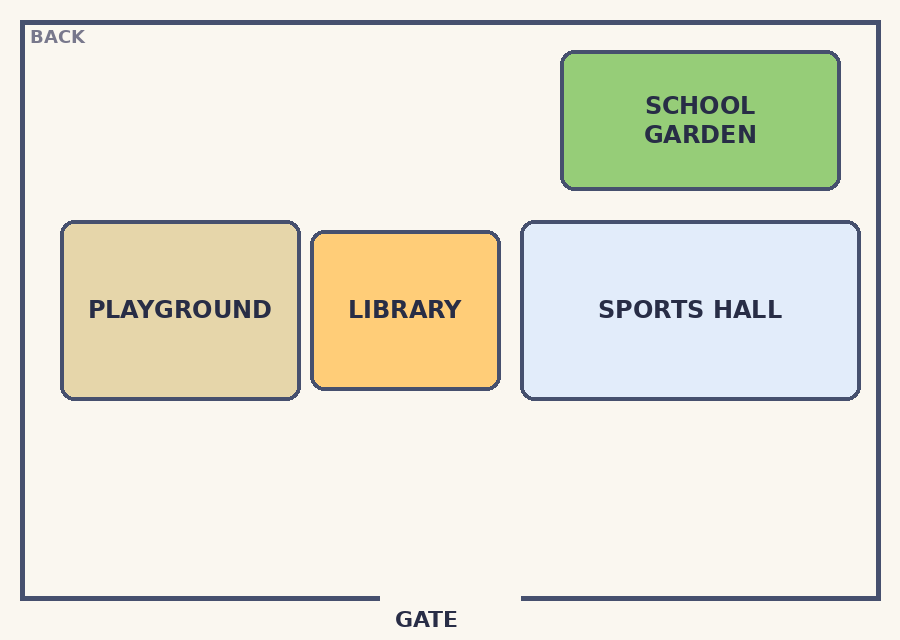 BACK
SCHOOL
GARDEN
PLAYGROUND
LIBRARY
SPORTS HALL
GATE